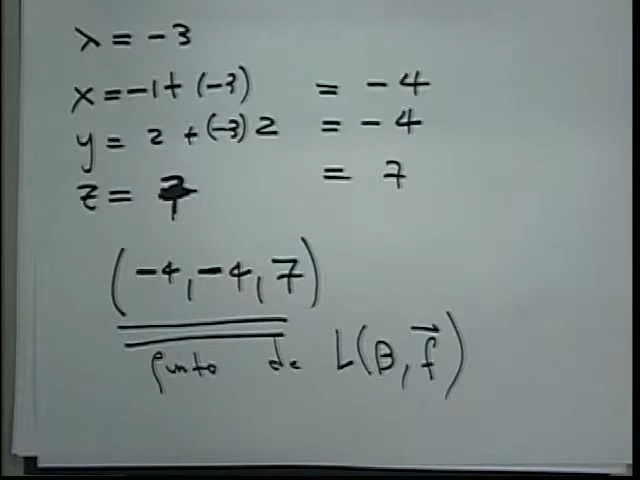 λ = -3
x = -1 + (-3) = -4
y = 2 + (-3) 2 = -4
z = 7 = 7
(-4, -4, 7)
punto de L(B, f⃗)